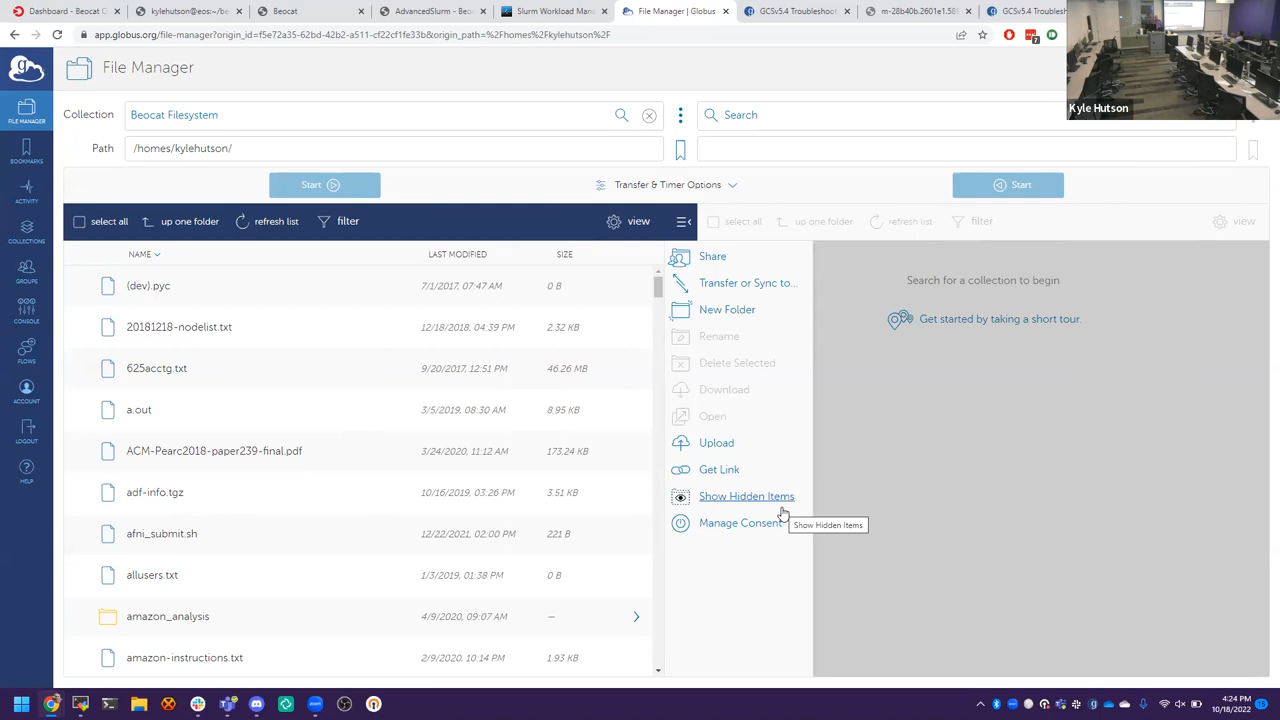 Dashboard - Beocat C
kylehutson@eos:~/be
Beocat
AdvancedSlurm - Beoc
Slurm Workload Mana
File Manager | Globus
GCSv5.4 Troubleshoo
m-28b40b.2601e1.58
GCSv5.4 Trou
app.globus.org/file-manager?origin_id=f5e72a35-62bd-42d2-a131-cf22cf1fe33b&origin_path=%2Fhomes%2Fkylehutson%2F
File Manager
Kyle Hutson
Collection
Beocat Filesystem
Search
Path
/homes/kylehutson/
Start
Transfer & Timer Options
Start
select all
up one folder
refresh list
filter
view
select all
up one folder
refresh list
filter
view
FILE MANAGER
BOOKMARKS
ACTIVITY
COLLECTIONS
GROUPS
CONSOLE
FLOWS
ACCOUNT
LOGOUT
HELP
NAME
LAST MODIFIED
SIZE
(dev).pyc
7/1/2017, 07:47 AM
0 B
20181218-nodelist.txt
12/18/2018, 04:39 PM
2.32 KB
625acctg.txt
9/20/2017, 12:51 PM
46.26 MB
a.out
3/5/2019, 08:30 AM
8.95 KB
ACM-Pearc2018-paper239-final.pdf
3/24/2020, 11:12 AM
173.24 KB
adf-info.tgz
10/16/2019, 03:26 PM
3.51 KB
afni_submit.sh
12/22/2021, 02:00 PM
221 B
allusers.txt
1/3/2019, 01:38 PM
0 B
amazon_analysis
4/9/2020, 09:07 AM
—
amazon-instructions.txt
2/9/2020, 10:14 PM
1.93 KB
Share
Transfer or Sync to...
New Folder
Rename
Delete Selected
Download
Open
Upload
Get Link
Show Hidden Items
Manage Consent
Show Hidden Items
Search for a collection to begin
Get started by taking a short tour.
4:24 PM
10/18/2022